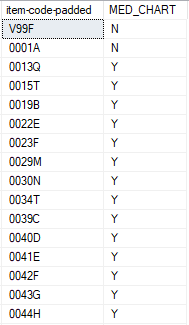 item-code-padded MED_CHART
V99F N
0001A N
0013Q Y
0015T Y
0019B Y
0022E Y
0023F Y
0029M Y
0030N Y
0034T Y
0039C Y
0040D Y
0041E Y
0042F Y
0043G Y
0044H Y